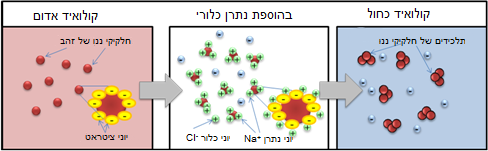 קולואיד אדום
בהוספת נתרן כלורי
קולואיד כחול
חלקיקי ננו של זהב
תלכידים של חלקיקי ננו
יוני ציטראט
יוני כלור Cl-
יוני נתרן Na+